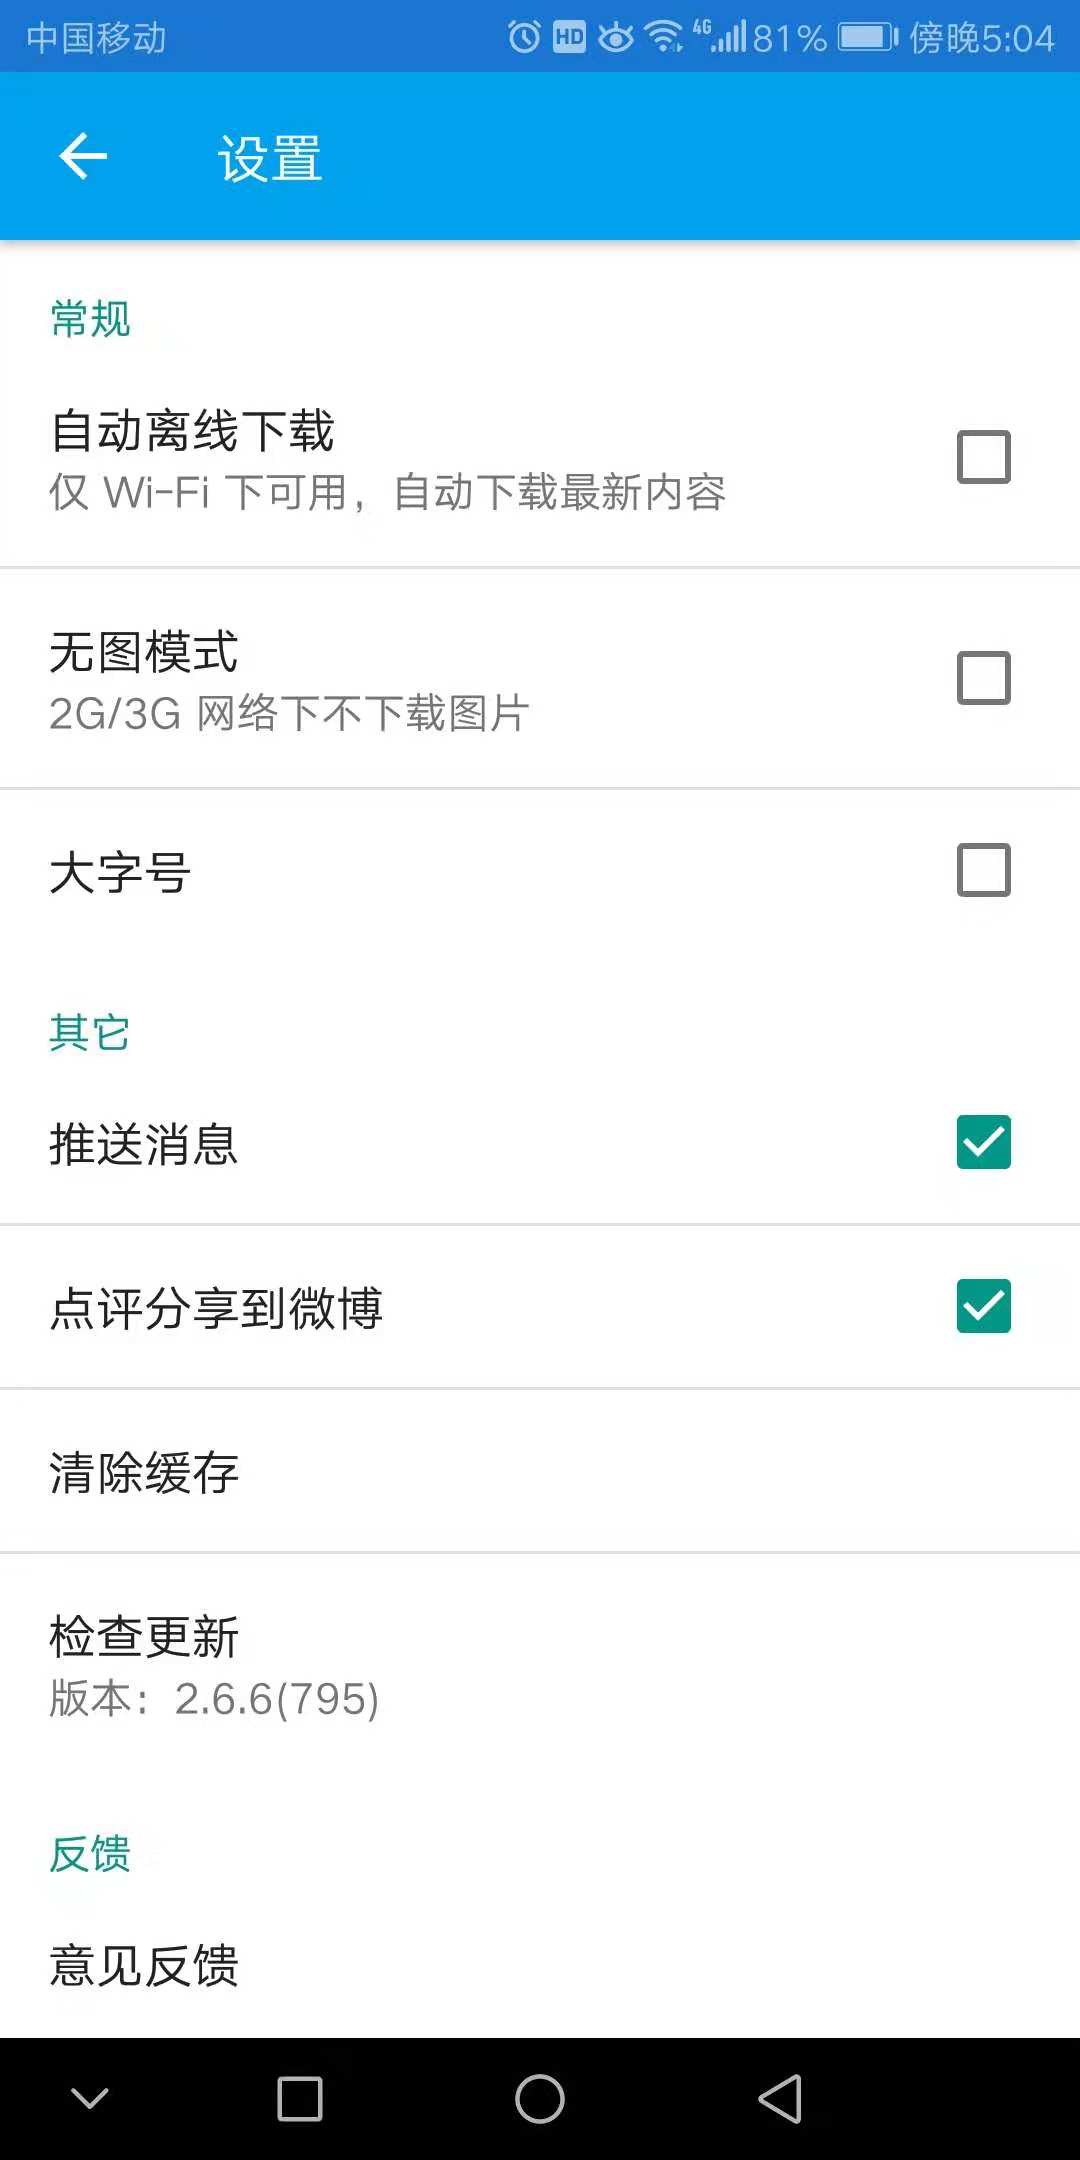 中国移动
HD 4G 81% 傍晚5:04
设置
常规
自动离线下载
仅 Wi-Fi 下可用，自动下载最新内容
无图模式
2G/3G 网络下不下载图片
大字号
其它
推送消息
点评分享到微博
清除缓存
检查更新
版本：2.6.6(795)
反馈
意见反馈